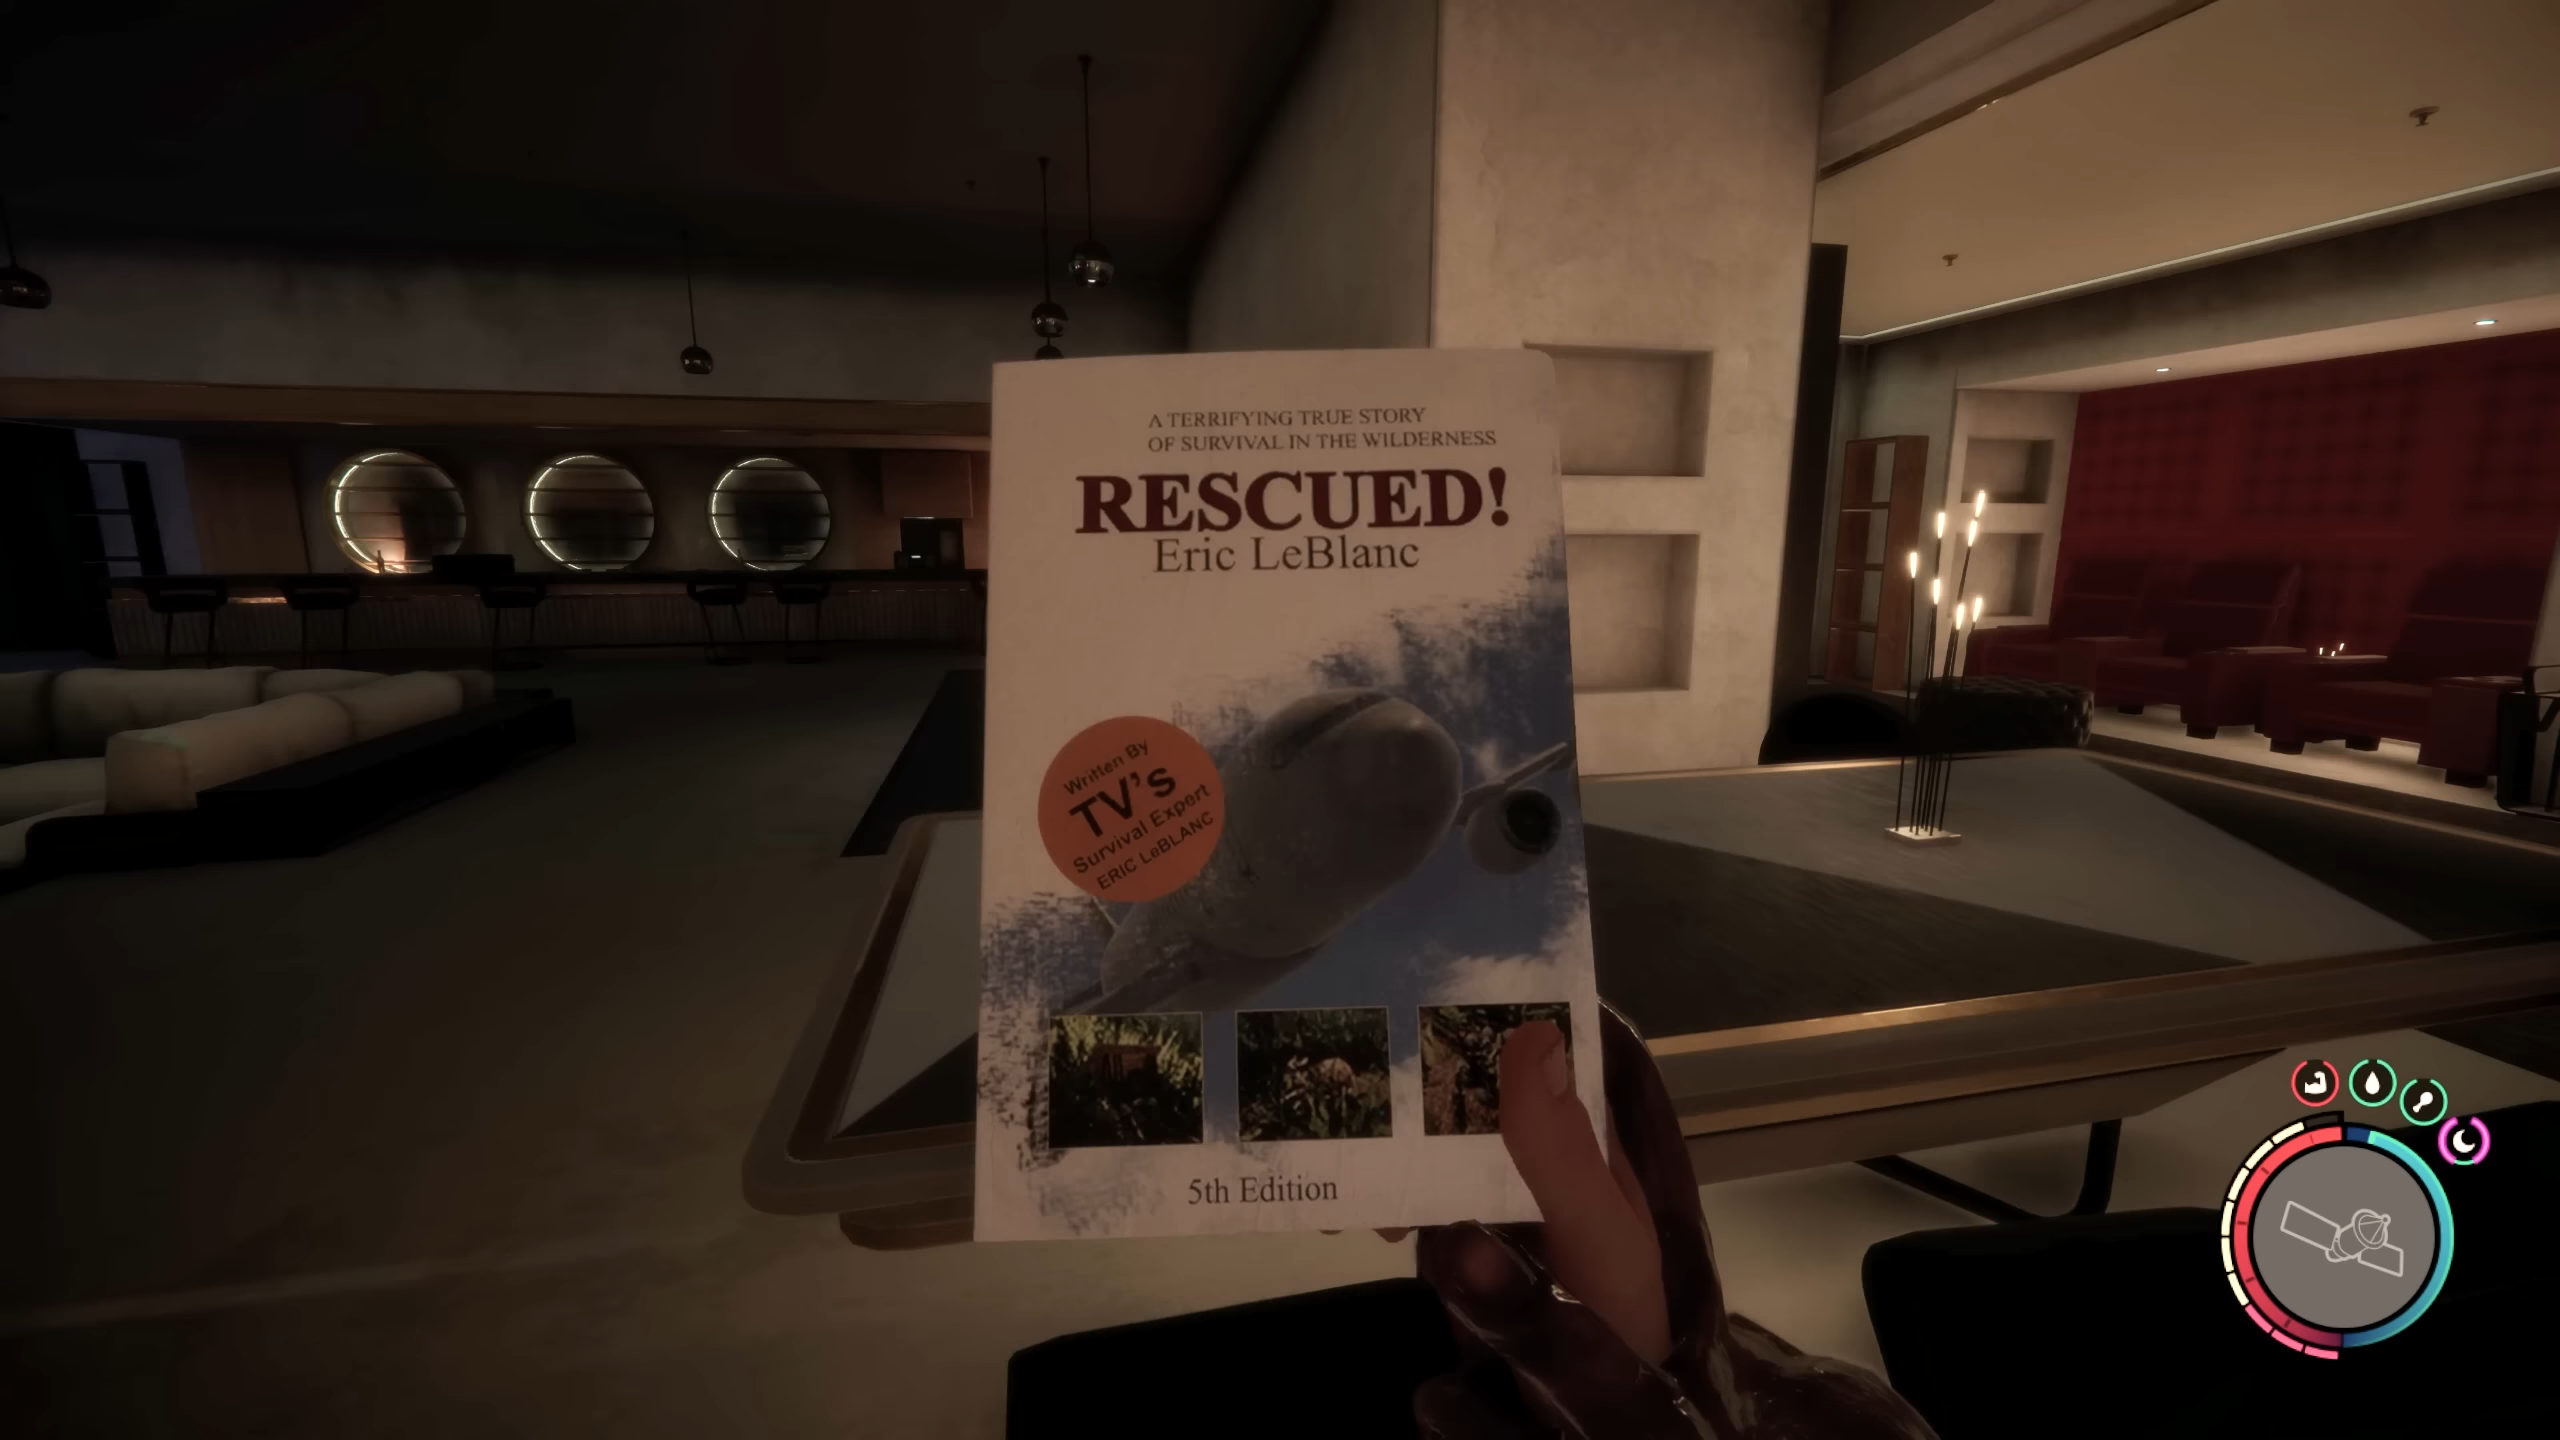 A TERRIFYING TRUE STORY
OF SURVIVAL IN THE WILDERNESS
RESCUED!
Eric LeBlanc
Written By
TV's
Survival Expert
ERIC LeBLANC
5th Edition